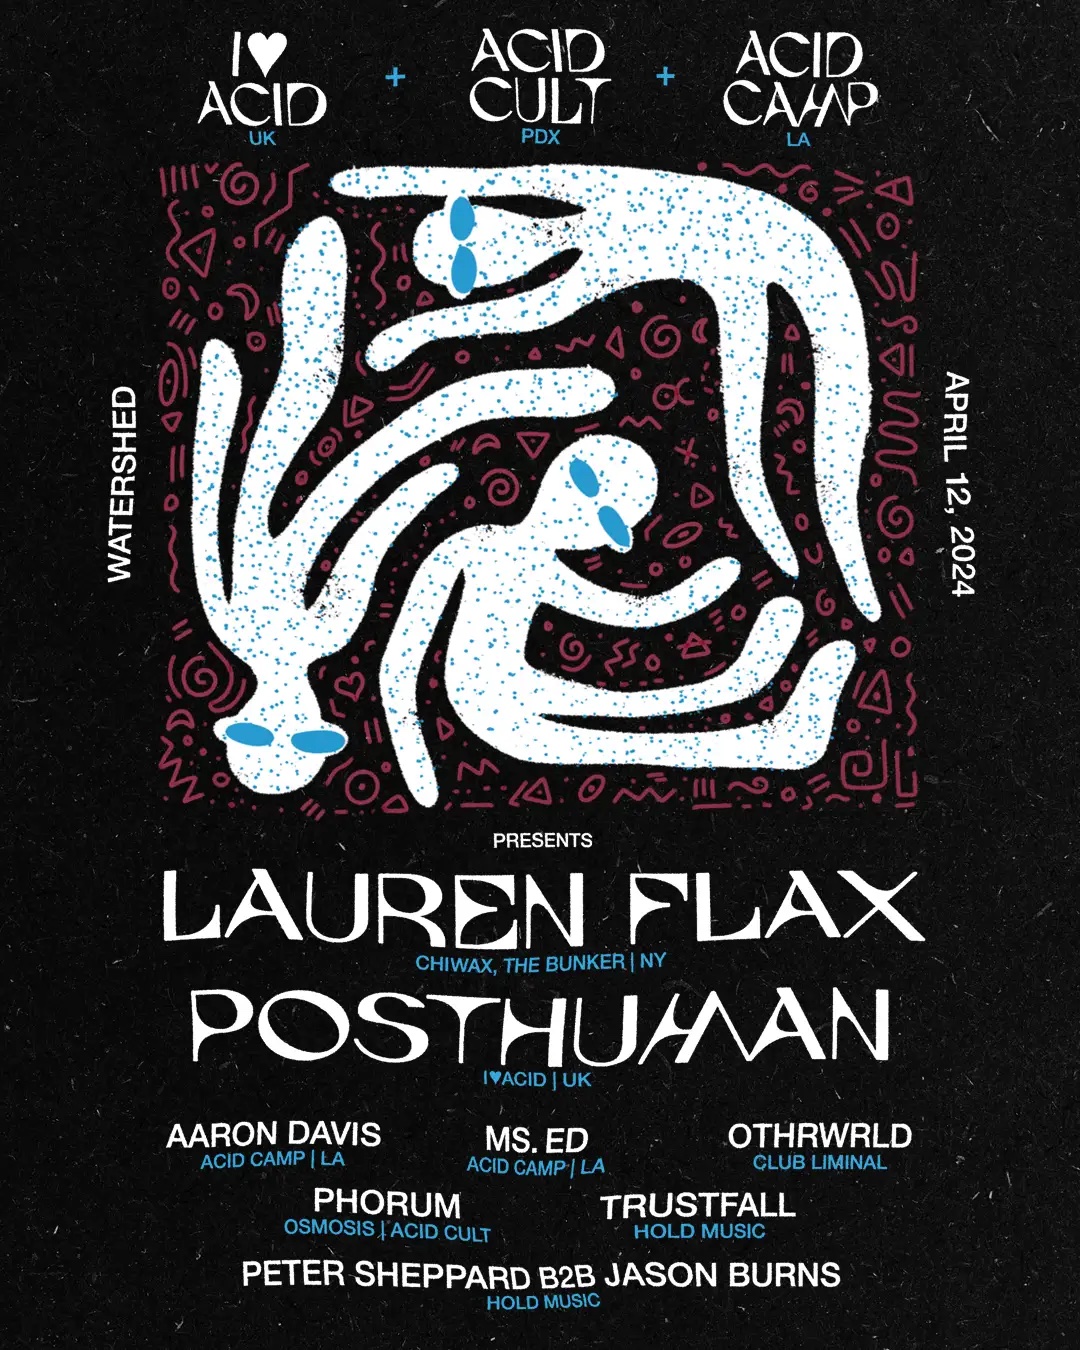 I♥
ACID
UK
+
ACID
CULT
PDX
+
ACID
CAMP
LA
WATERSHED
APRIL 12, 2024
PRESENTS
LAUREN FLAX
CHIWAX, THE BUNKER | NY
POSTHUMAN
I♥ACID | UK
AARON DAVIS
ACID CAMP | LA
MS. ED
ACID CAMP | LA
OTHRWRLD
CLUB LIMINAL
PHORUM
OSMOSIS | ACID CULT
TRUSTFALL
HOLD MUSIC
PETER SHEPPARD B2B JASON BURNS
HOLD MUSIC